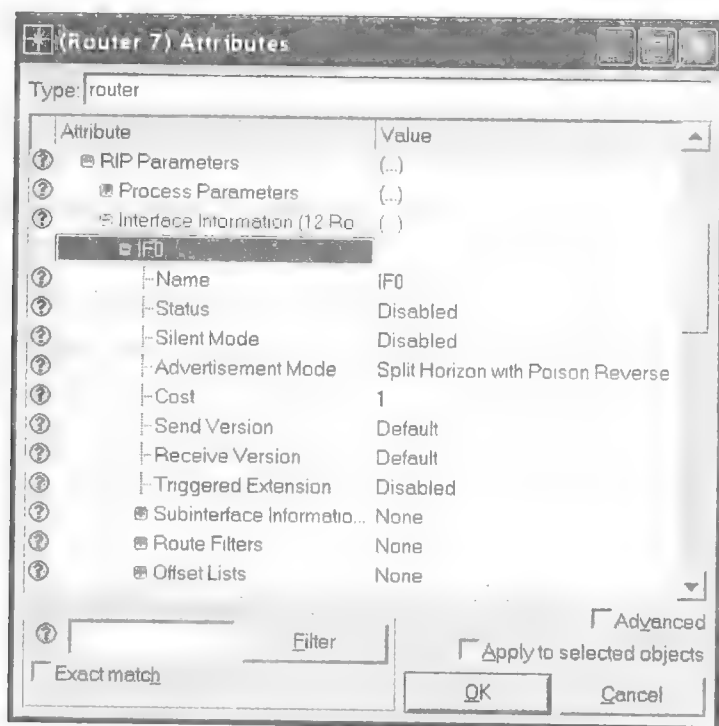 (Router 7) Attributes
Type: router
Attribute Value
RIP Parameters (...)
Process Parameters (...)
Interface Information (12 Ro ( )
IF0
Name IF0
Status Disabled
Silent Mode Disabled
Advertisement Mode Split Horizon with Poison Reverse
Cost 1
Send Version Default
Receive Version Default
Triggered Extension Disabled
Subinterface Informatio... None
Route Filters None
Offset Lists None
Advanced
Filter
Apply to selected objects
Exact match
OK Cancel